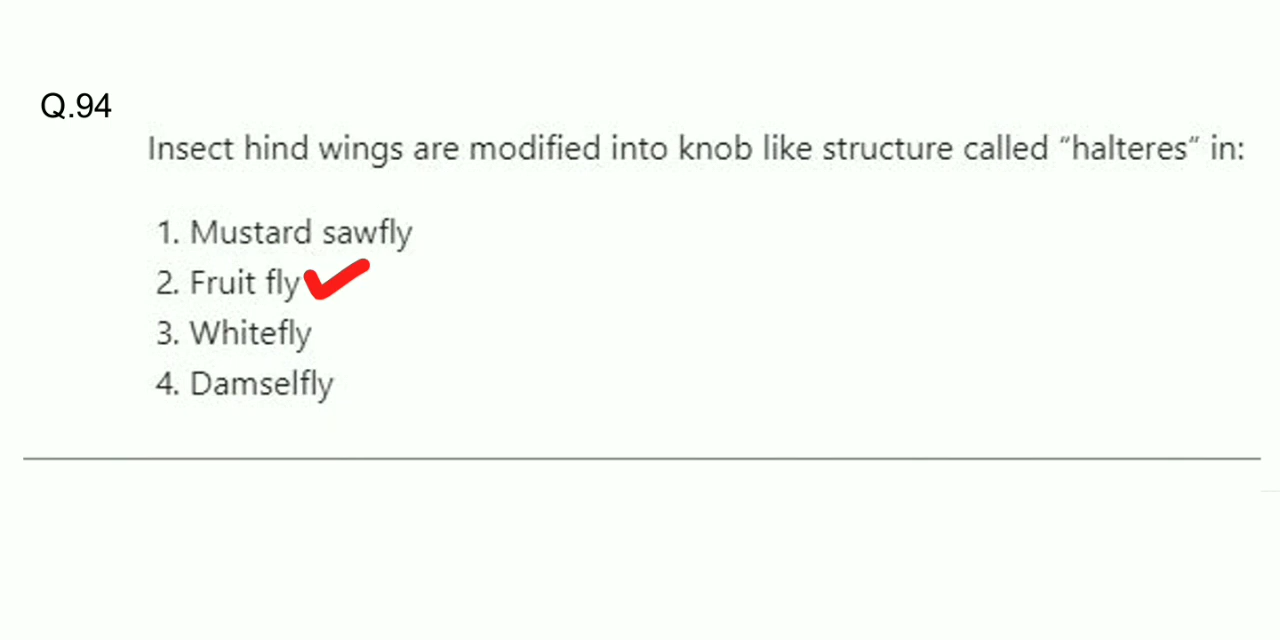 Q.94
Insect hind wings are modified into knob like structure called “halteres” in:
1. Mustard sawfly
2. Fruit fly
3. Whitefly
4. Damselfly